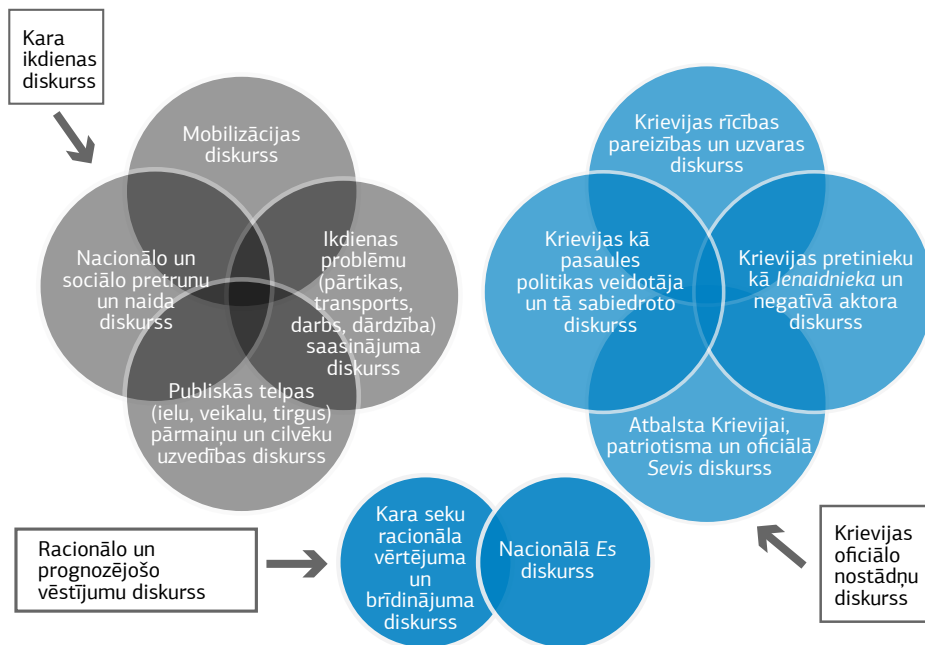 Kara
ikdienas
diskurss
Mobilizācijas
diskurss
Nacionālo un
sociālo pretrunu
un naida
diskurss
Ikdienas
problēmu
(pārtikas,
transports,
darbs, dārdzība)
saasinājuma
diskurss
Publiskās telpas
(ielu, veikalu, tirgus)
pārmaiņu un cilvēku
uzvedības diskurss
Krievijas rīcības
pareizības un uzvaras
diskurss
Krievijas kā
pasaules
politikas veidotāja
un tā sabiedroto
diskurss
Krievijas pretinieku
kā Ienaidnieka un
negatīvā aktora
diskurss
Atbalsta Krievijai,
patriotisma un oficiālā
Sevis diskurss
Racionālo un
prognozējošo
vēstījumu diskurss
Kara seku
racionāla
vērtējuma
un
brīdinājuma
diskurss
Nacionālā Es
diskurss
Krievijas
oficiālo
nostādņu
diskurss